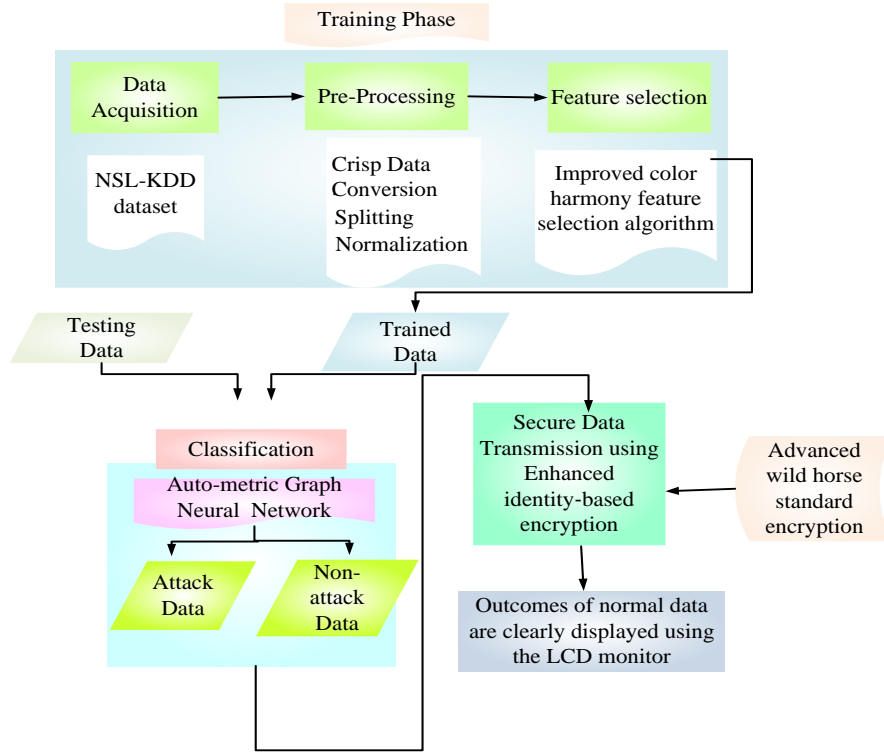 Training Phase
Data
Acquisition
Pre-Processing
Feature selection
NSL-KDD
dataset
Crisp Data
Conversion
Splitting
Normalization
Improved color
harmony feature
selection algorithm
Testing
Data
Trained
Data
Classification
Auto-metric Graph
Neural Network
Attack
Data
Non-
attack
Data
Secure Data
Transmission using
Enhanced
identity-based
encryption
Advanced
wild horse
standard
encryption
Outcomes of normal data
are clearly displayed using
the LCD monitor